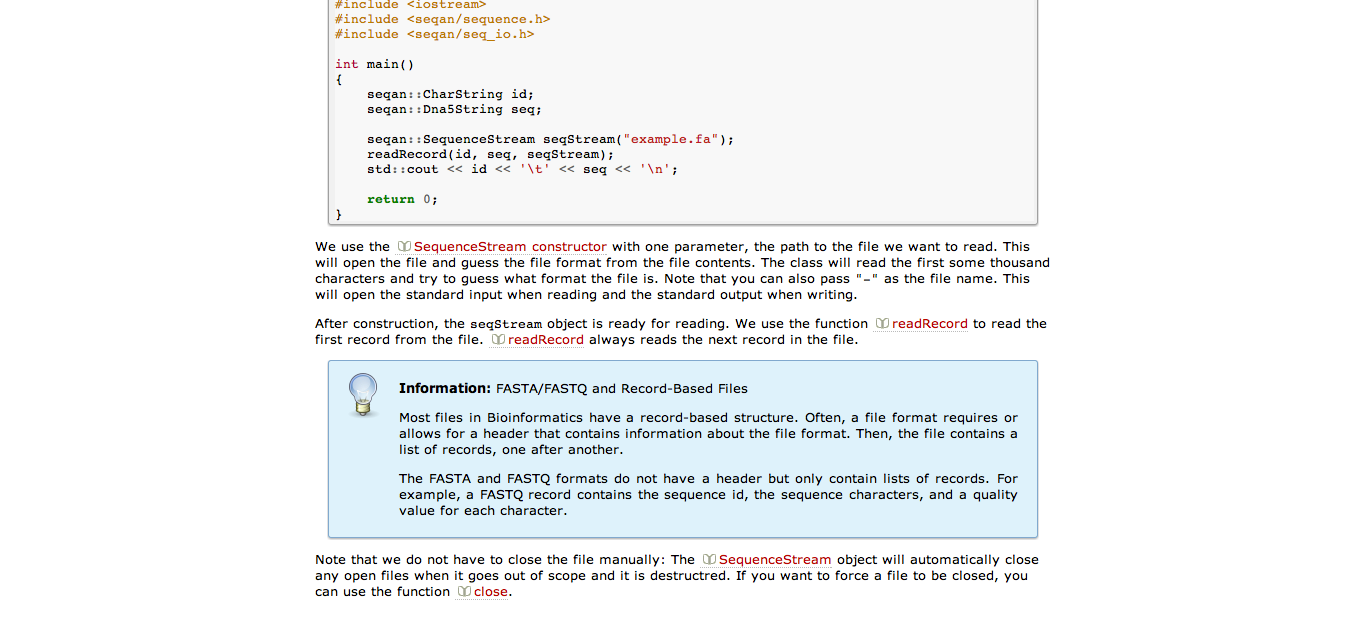 #include <iostream>
#include <seqan/sequence.h>
#include <seqan/seq_io.h>
int main()
{
    seqan::CharString id;
    seqan::Dna5String seq;
    seqan::SequenceStream seqStream("example.fa");
    readRecord(id, seq, seqStream);
    std::cout << id << '\t' << seq << '\n';
    return 0;
}
We use the SequenceStream constructor with one parameter, the path to the file we want to read. This
will open the file and guess the file format from the file contents. The class will read the first some thousand
characters and try to guess what format the file is. Note that you can also pass "-" as the file name. This
will open the standard input when reading and the standard output when writing.
After construction, the seqStream object is ready for reading. We use the function readRecord to read the
first record from the file. readRecord always reads the next record in the file.
Information: FASTA/FASTQ and Record-Based Files
Most files in Bioinformatics have a record-based structure. Often, a file format requires or
allows for a header that contains information about the file format. Then, the file contains a
list of records, one after another.
The FASTA and FASTQ formats do not have a header but only contain lists of records. For
example, a FASTQ record contains the sequence id, the sequence characters, and a quality
value for each character.
Note that we do not have to close the file manually: The SequenceStream object will automatically close
any open files when it goes out of scope and it is destructred. If you want to force a file to be closed, you
can use the function close.